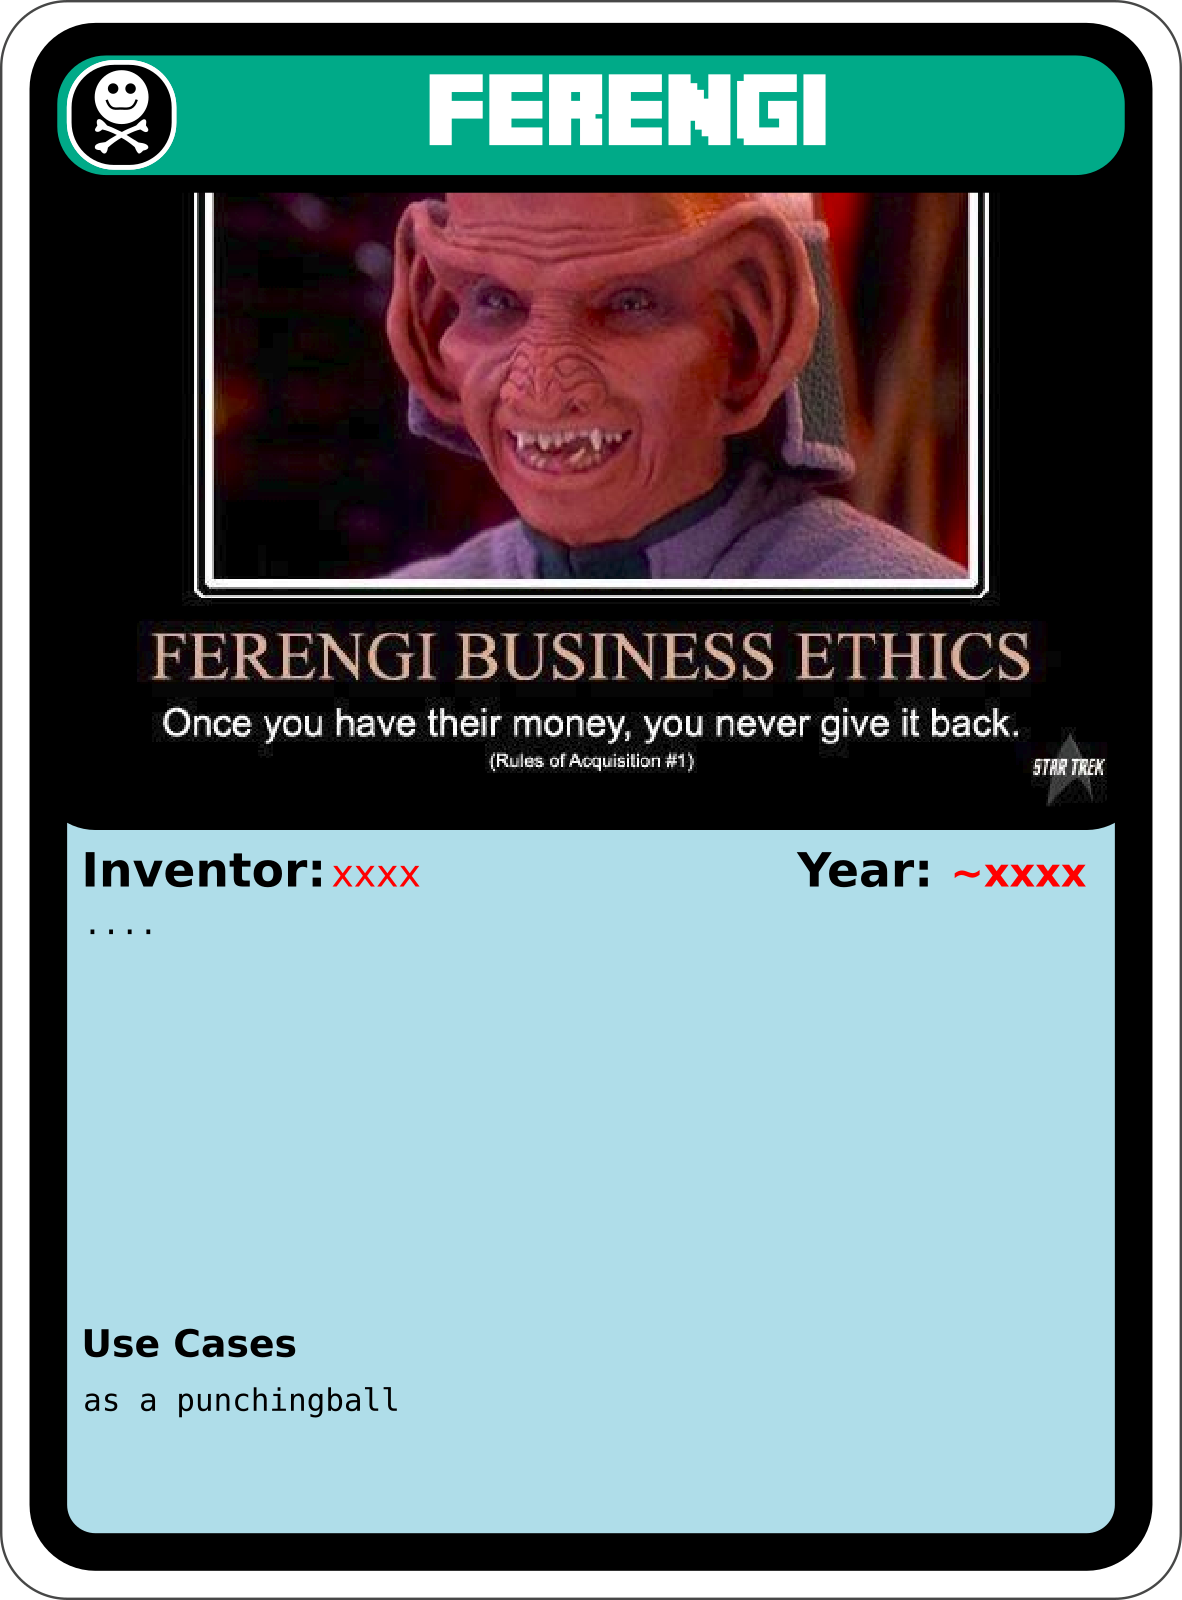 FERENGI
FERENGI BUSINESS ETHICS
Once you have their money, you never give it back.
(Rules of Acquisition #1)
STAR TREK
Inventor: xxxx Year: ~xxxx
....
Use Cases
as a punchingball